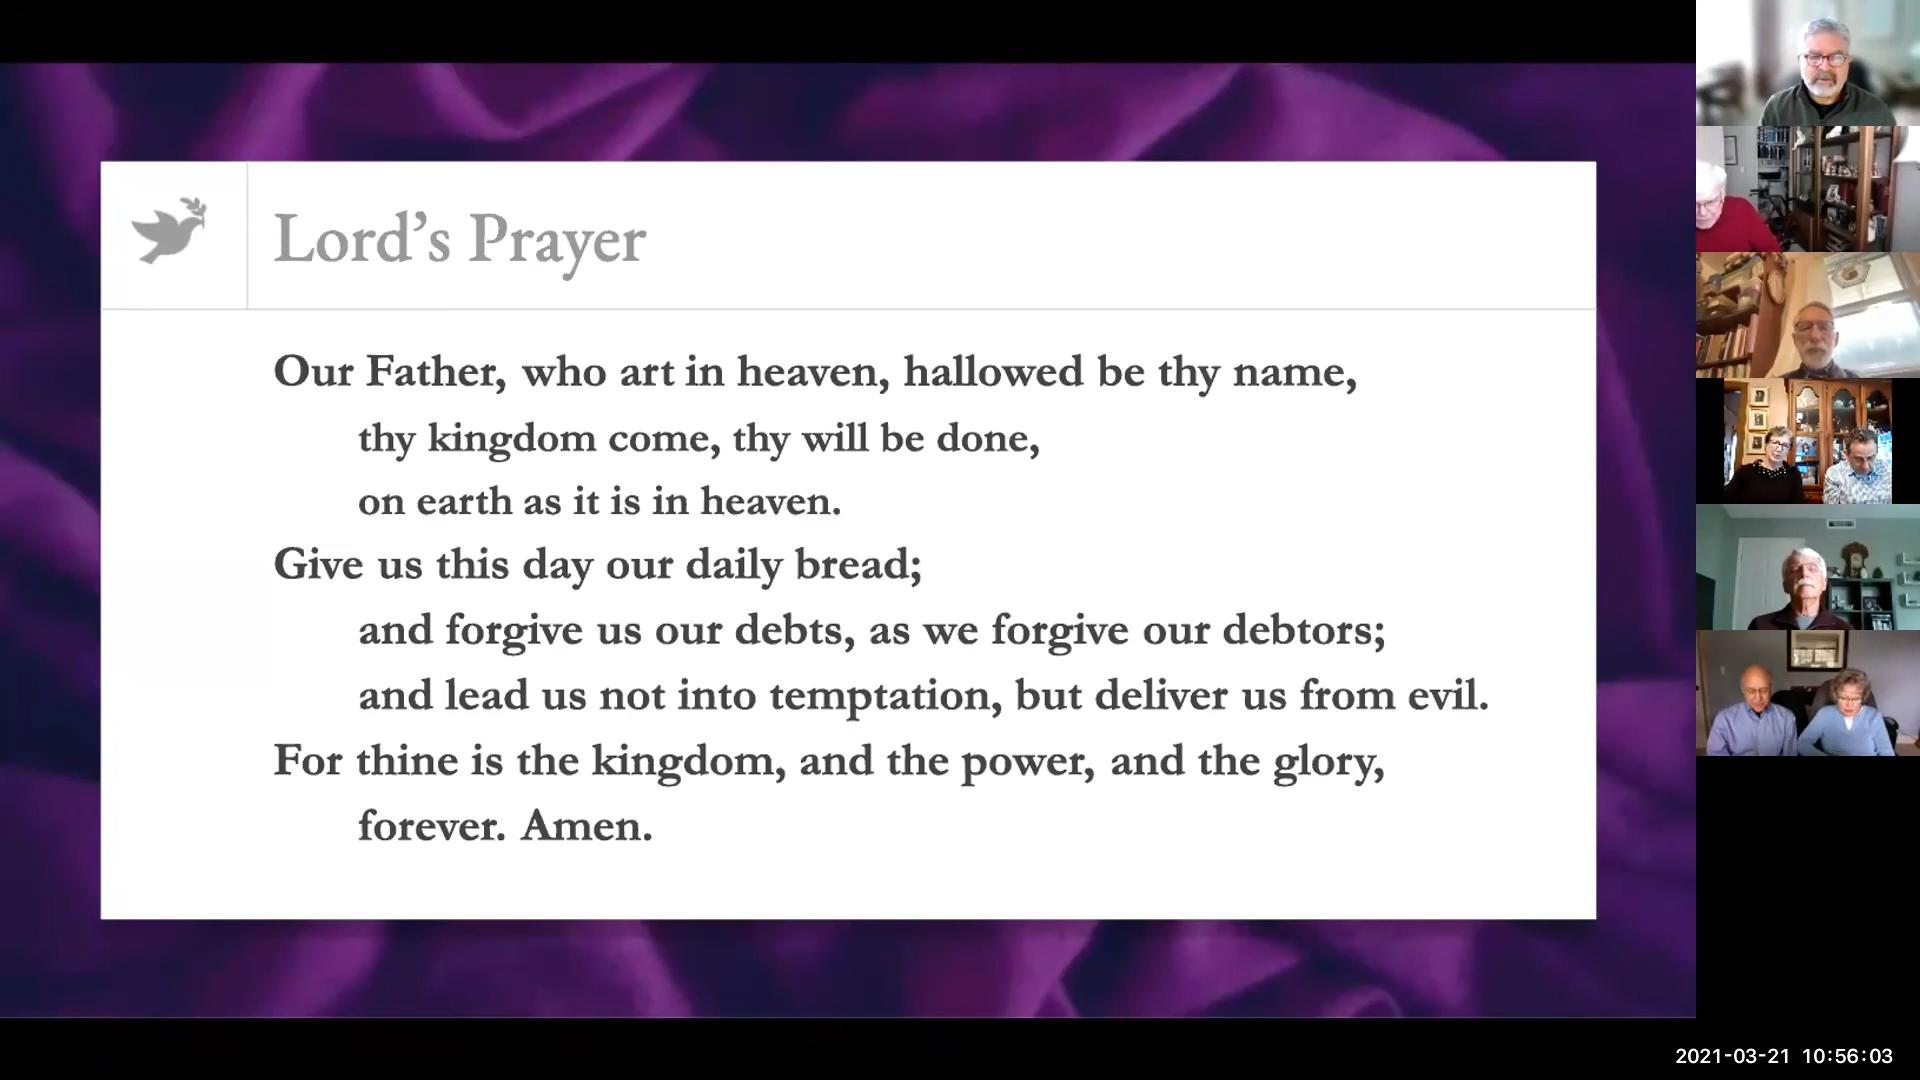 Lord’s Prayer
Our Father, who art in heaven, hallowed be thy name,
thy kingdom come, thy will be done,
on earth as it is in heaven.
Give us this day our daily bread;
and forgive us our debts, as we forgive our debtors;
and lead us not into temptation, but deliver us from evil.
For thine is the kingdom, and the power, and the glory,
forever. Amen.
2021-03-21 10:56:03